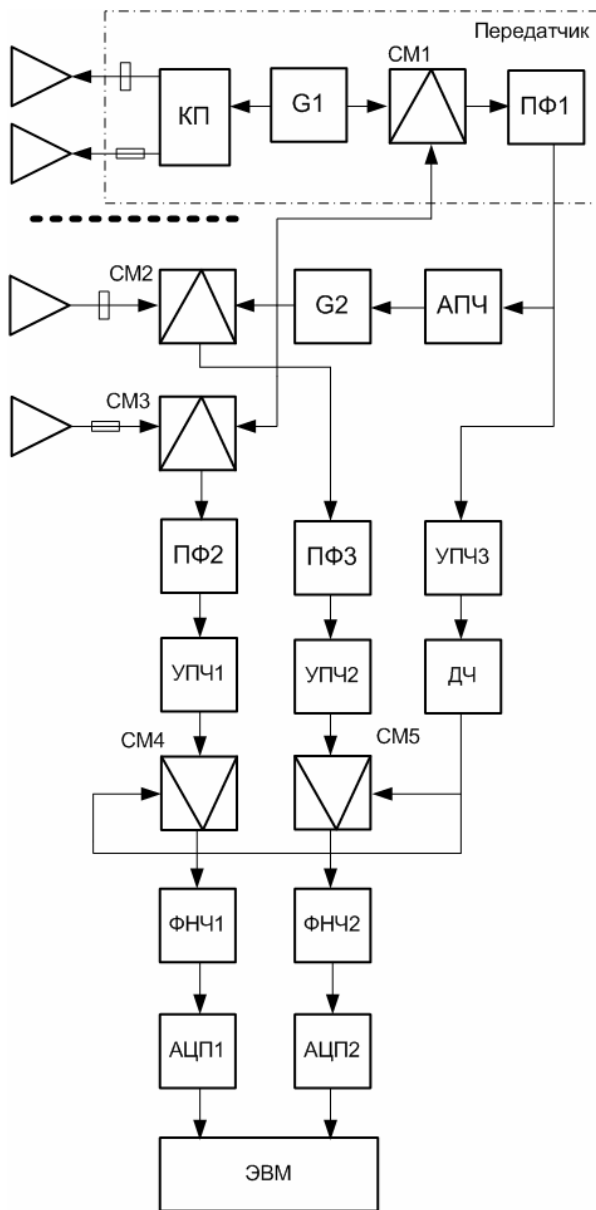 Передатчик
СМ1
КП
G1
ПФ1
СМ2
G2
АПЧ
СМ3
ПФ2
ПФ3
УПЧ3
УПЧ1
УПЧ2
ДЧ
СМ4
СМ5
ФНЧ1
ФНЧ2
АЦП1
АЦП2
ЭВМ